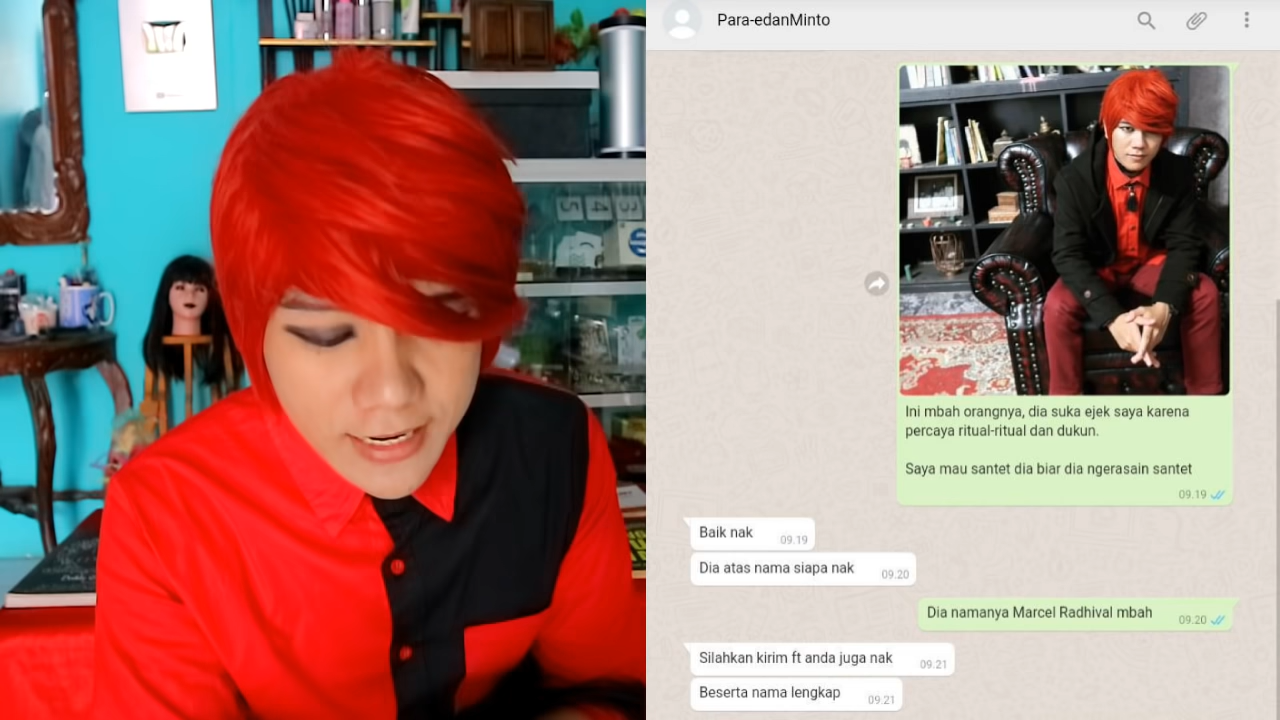 Para-edanMinto
Ini mbah orangnya, dia suka ejek saya karena
percaya ritual-ritual dan dukun.
Saya mau santet dia biar dia ngerasain santet
09.19
Baik nak
09.19
Dia atas nama siapa nak
09.20
Dia namanya Marcel Radhival mbah
09.20
Silahkan kirim ft anda juga nak
09.21
Beserta nama lengkap
09.21